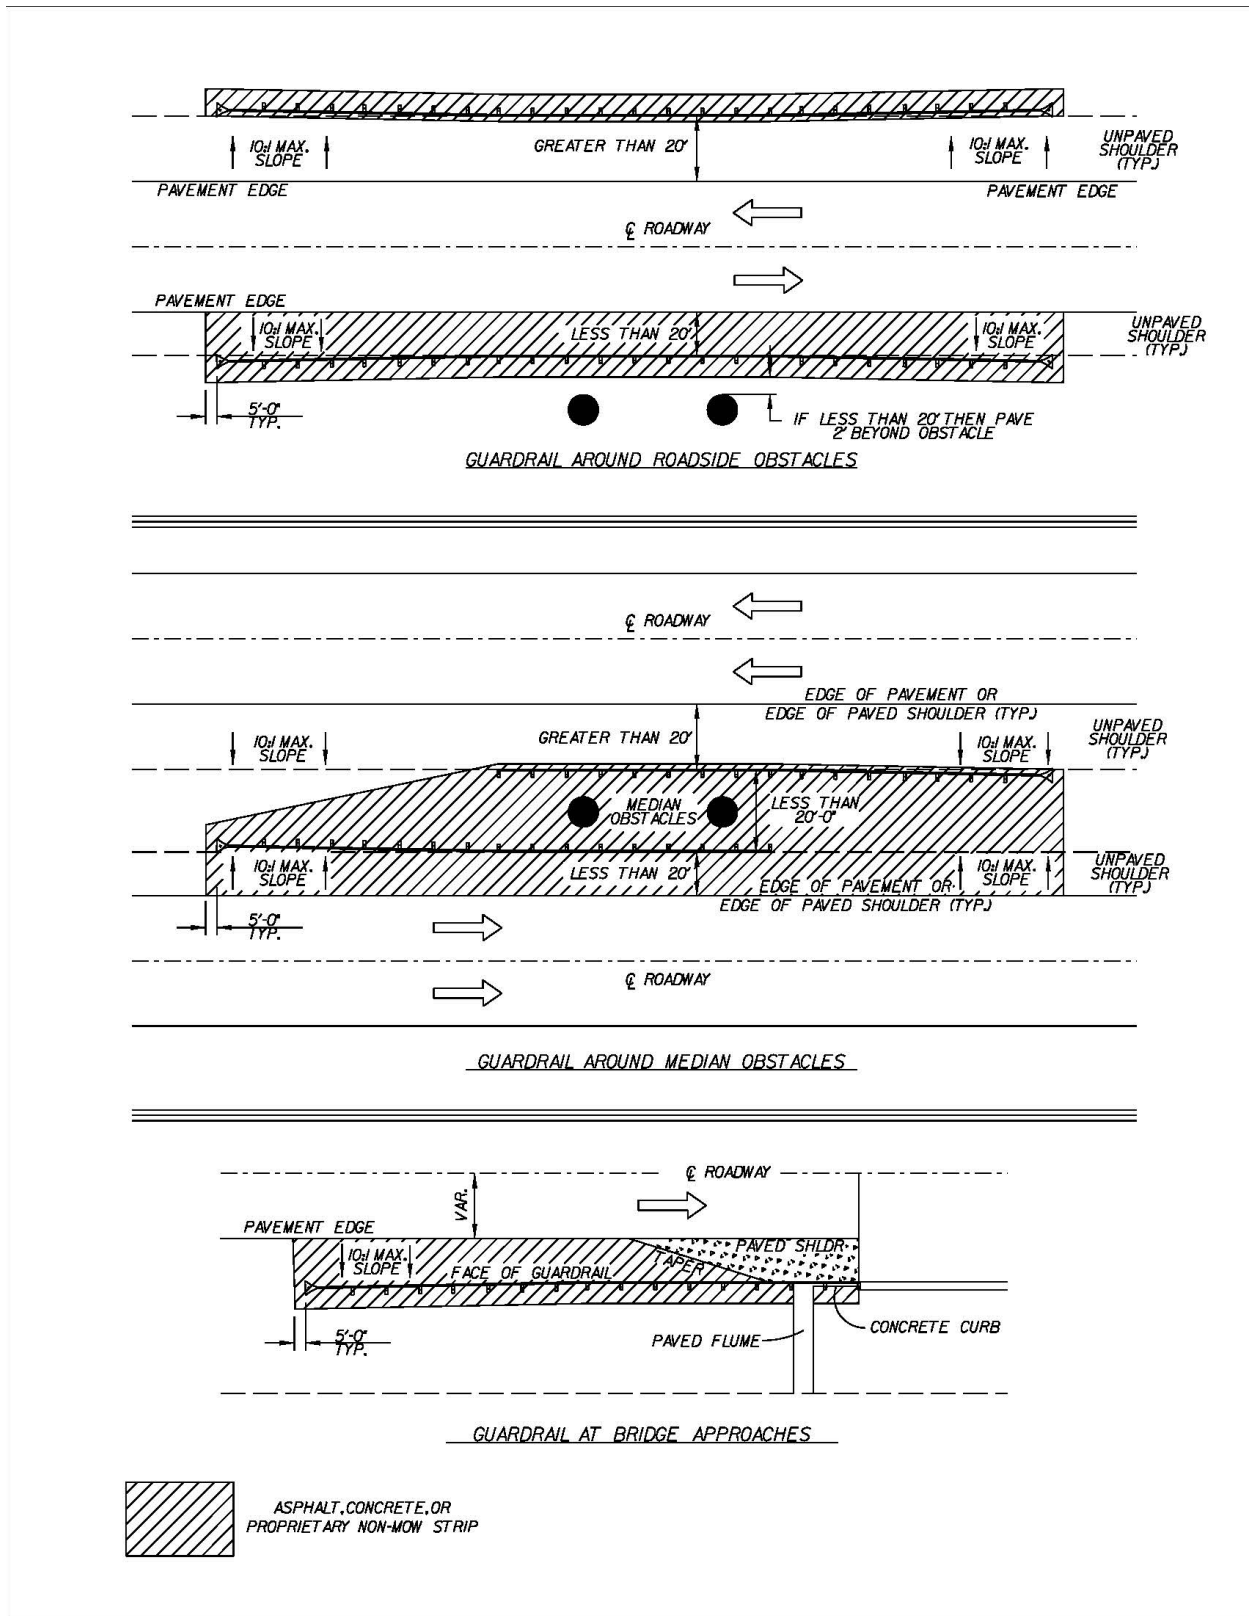 10:1 MAX.
SLOPE
GREATER THAN 20'
10:1 MAX.
SLOPE
UNPAVED
SHOULDER
(TYP.)
PAVEMENT EDGE
PAVEMENT EDGE
℄ ROADWAY
PAVEMENT EDGE
10:1 MAX.
SLOPE
LESS THAN 20'
10:1 MAX.
SLOPE
UNPAVED
SHOULDER
(TYP.)
5'-0"
TYP.
IF LESS THAN 20' THEN PAVE
2' BEYOND OBSTACLE
GUARDRAIL AROUND ROADSIDE OBSTACLES
℄ ROADWAY
EDGE OF PAVEMENT OR
EDGE OF PAVED SHOULDER (TYP.)
10:1 MAX.
SLOPE
GREATER THAN 20'
10:1 MAX.
SLOPE
UNPAVED
SHOULDER
(TYP.)
MEDIAN
OBSTACLES
LESS THAN
20'-0"
10:1 MAX.
SLOPE
LESS THAN 20'
10:1 MAX.
SLOPE
UNPAVED
SHOULDER
(TYP.)
EDGE OF PAVEMENT OR
EDGE OF PAVED SHOULDER (TYP.)
5'-0"
TYP.
℄ ROADWAY
GUARDRAIL AROUND MEDIAN OBSTACLES
℄ ROADWAY
VAR.
PAVEMENT EDGE
10:1 MAX.
SLOPE
FACE OF GUARDRAIL
TAPER
PAVED SHLDR.
5'-0"
TYP.
PAVED FLUME
CONCRETE CURB
GUARDRAIL AT BRIDGE APPROACHES
ASPHALT, CONCRETE, OR
PROPRIETARY NON-MOW STRIP